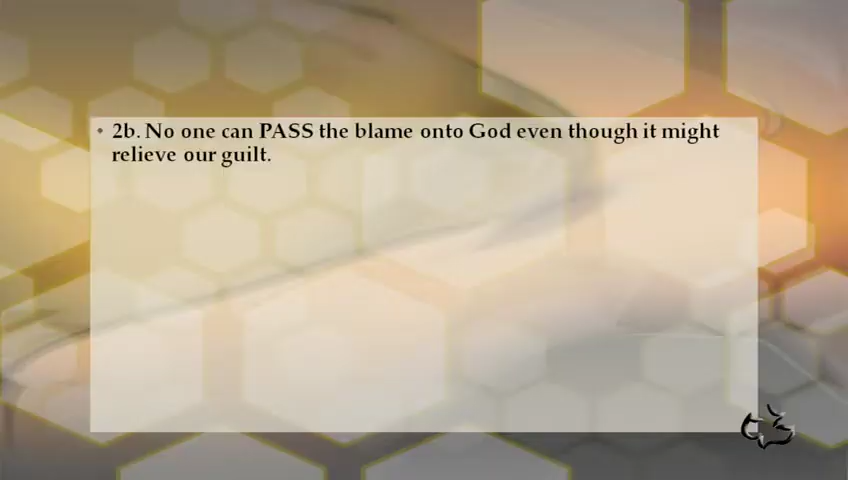 • 2b. No one can PASS the blame onto God even though it might
relieve our guilt.